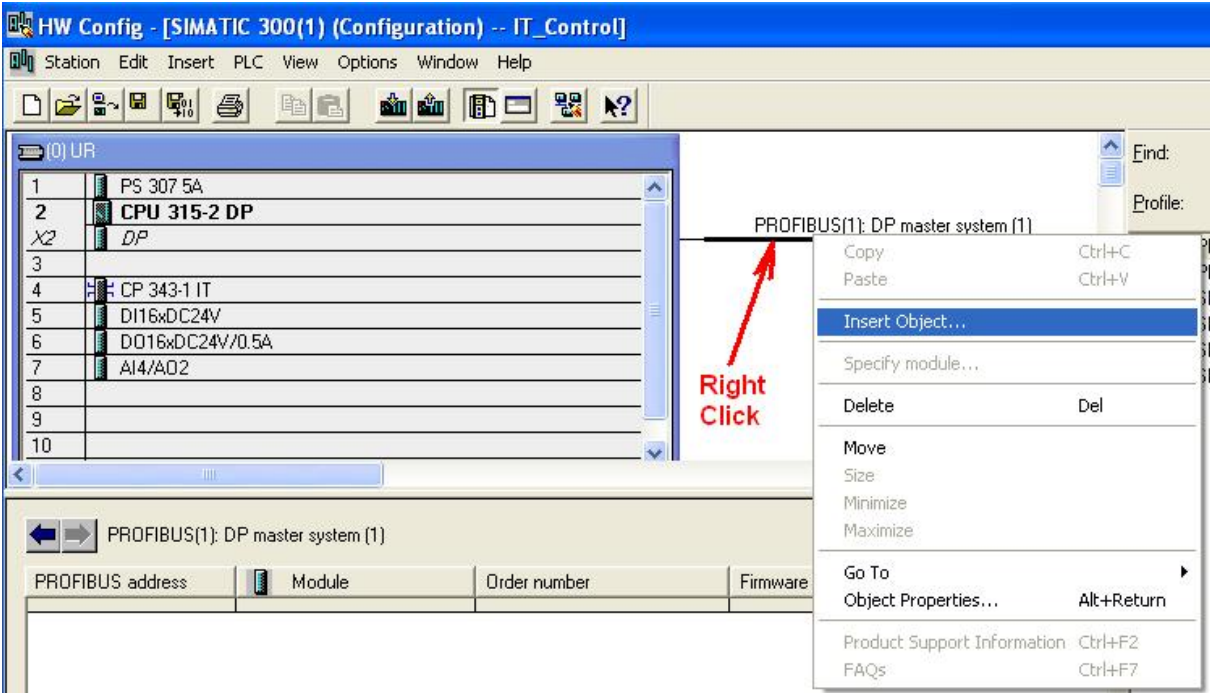 HW Config - [SIMATIC 300(1) (Configuration) -- IT_Control]
Station Edit Insert PLC View Options Window Help
(0) UR
1 PS 307 5A
2 CPU 315-2 DP
X2 DP
3
4 CP 343-1 IT
5 DI16xDC24V
6 DO16xDC24V/0.5A
7 AI4/AO2
8
9
10
PROFIBUS(1): DP master system (1)
Right
Click
Copy Ctrl+C
Paste Ctrl+V
Insert Object...
Specify module...
Delete Del
Move
Size
Minimize
Maximize
Go To
Object Properties... Alt+Return
Product Support Information Ctrl+F2
FAQs Ctrl+F7
Find:
Profile:
PROFIBUS(1): DP master system (1)
PROFIBUS address Module Order number Firmware